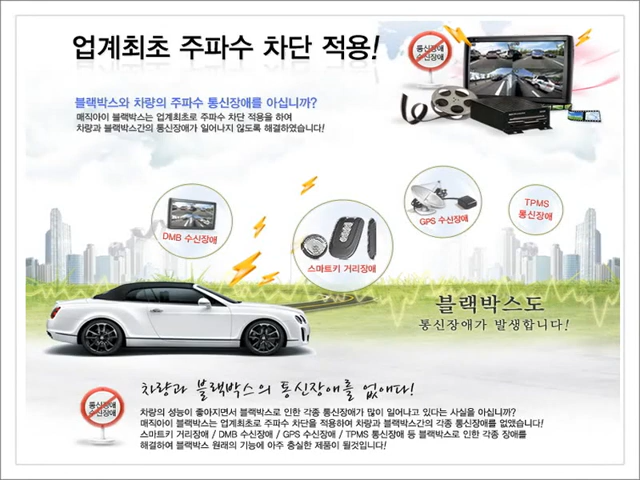 업계최초 주파수 차단 적용!
통신장애
수신장애
블랙박스와 차량의 주파수 통신장애를 아십니까?
매직아이 블랙박스는 업계최초로 주파수 차단 적용을 하여
차량과 블랙박스간의 통신장애가 일어나지 않도록 해결하였습니다!
DMB 수신장애
스마트키 거리장애
GPS 수신장애
TPMS
통신장애
블랙박스도
통신장애가 발생합니다!
통신장애
수신장애
차량과 블랙박스의 통신장애를 없애다!
차량의 성능이 좋아지면서 블랙박스로 인한 각종 통신장애가 많이 일어나고 있다는 사실을 아십니까?
매직아이 블랙박스는 업계최초로 주파수 차단을 적용하여 차량과 블랙박스간의 각종 통신장애를 없앴습니다!
스마트키 거리장애 / DMB 수신장애 / GPS 수신장애 / TPMS 통신장애 등 블랙박스로 인한 각종 장애를
해결하여 블랙박스 원래의 기능에 아주 충실한 제품이 될것입니다!